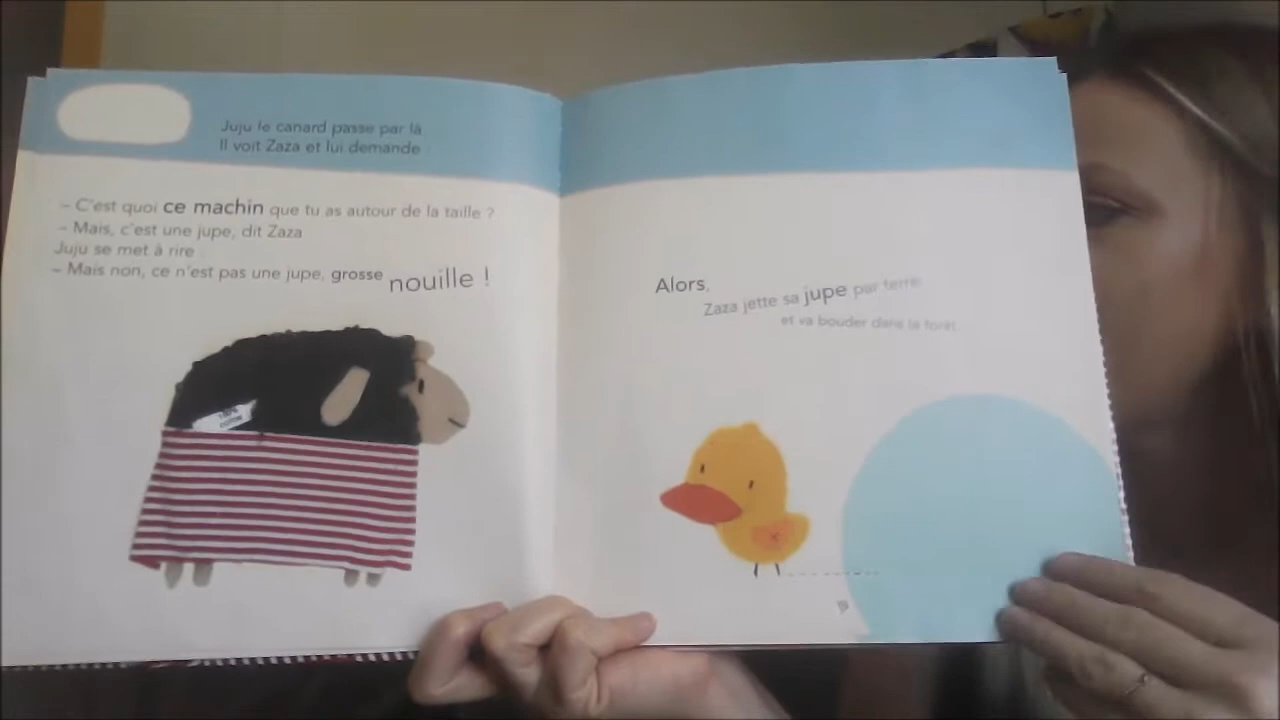 Juju le canard passe par là
Il voit Zaza et lui demande
– C'est quoi ce machin que tu as autour de la taille ?
– Mais, c'est une jupe, dit Zaza
Juju se met à rire
– Mais non, ce n'est pas une jupe, grosse nouille !
100%
Alors,
Zaza jette sa jupe par terre
et va bouder dans la forêt